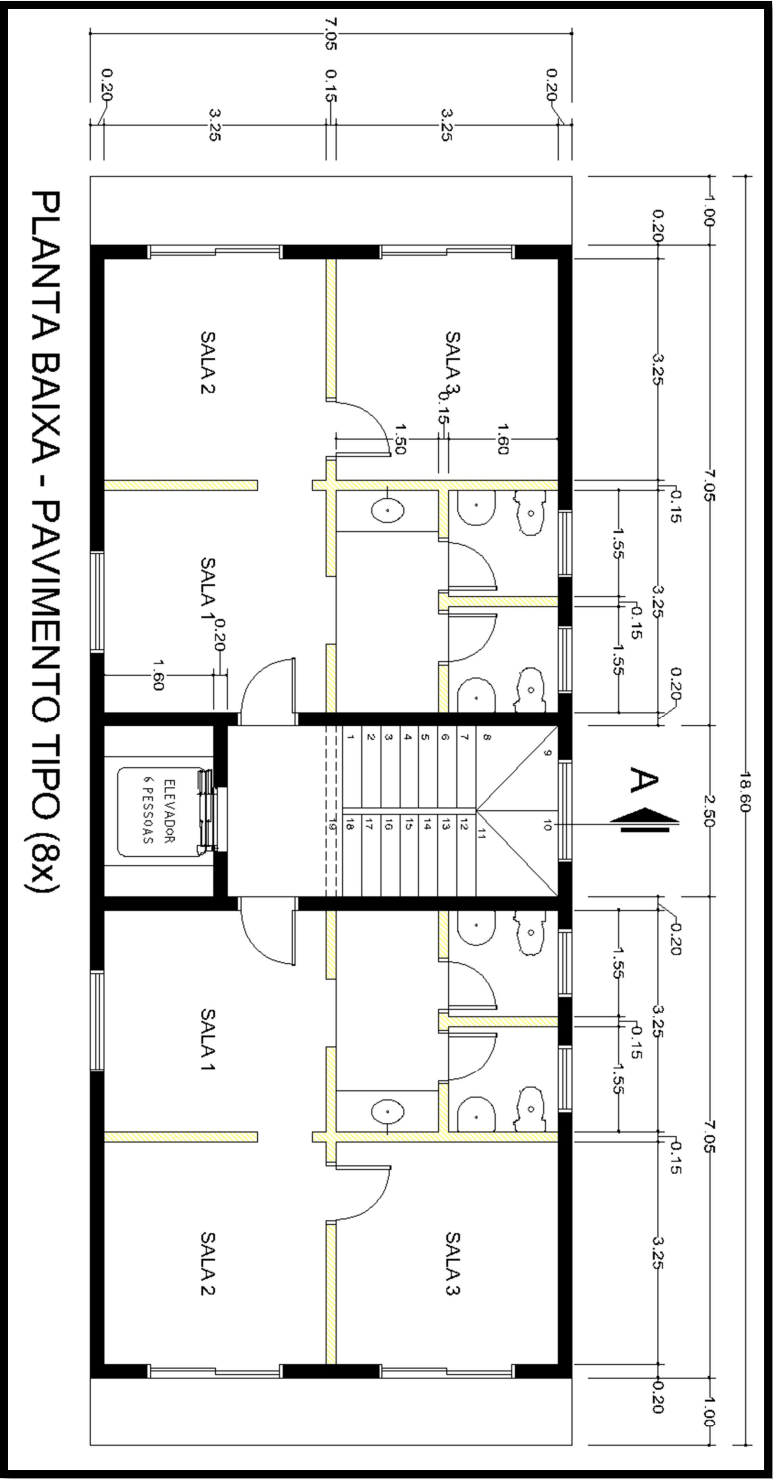 18.60
1.00 7.05 2.50 7.05 1.00
0.15 0.20 0.20 0.15
0.20 3.25 3.25 3.25 3.25 0.20
A
0.15 0.15
1.55 1.55 1.55 1.55
0.20
9 10
1.60
8 11
7 12
3.25
SALA 3
SALA 3
0.15
6 13
5 14
4 15
1.50
3 16
2 17
1 18
19
7.05
0.15
0.20
3.25
SALA 2
SALA 1
SALA 1
SALA 2
ELEVADOR
6 PESSOAS
1.60
0.20
PLANTA BAIXA - PAVIMENTO TIPO (8x)